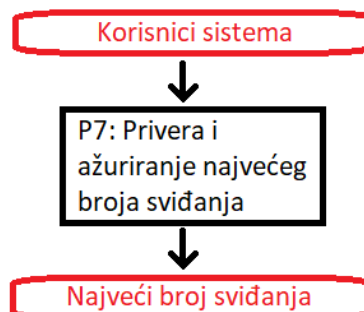 Korisnici sistema
P7: Privera i
ažuriranje najvećeg
broja sviđanja
Najveći broj sviđanja